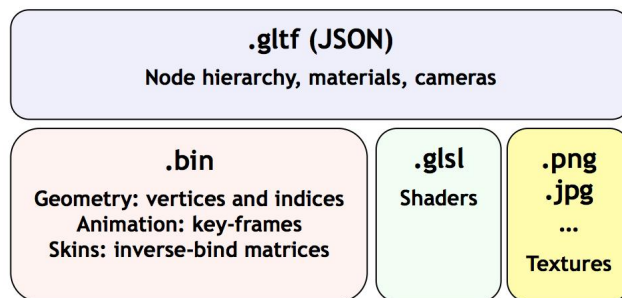 .gltf (JSON)
Node hierarchy, materials, cameras
.bin
Geometry: vertices and indices
Animation: key-frames
Skins: inverse-bind matrices
.glsl
Shaders
.png
.jpg
...
Textures